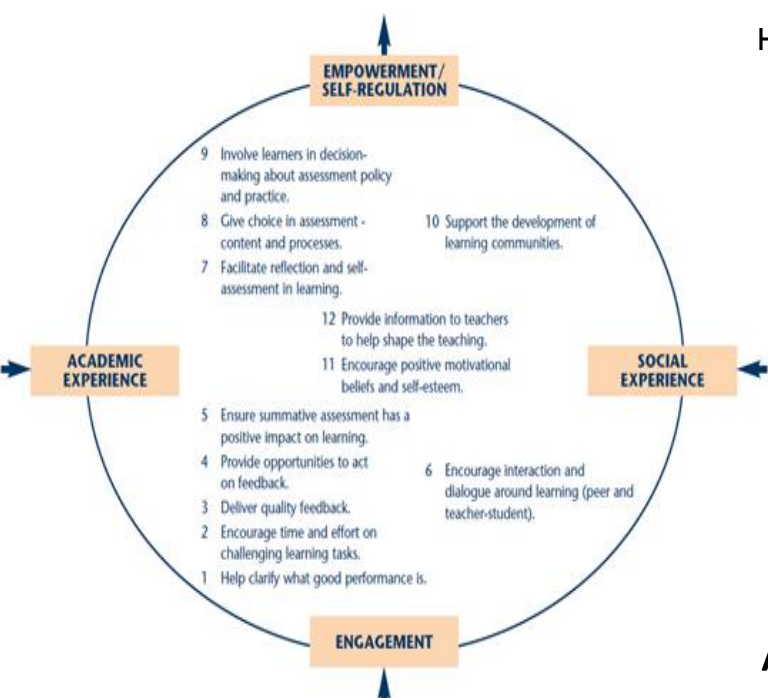 EMPOWERMENT/
SELF-REGULATION
9 Involve learners in decision-
making about assessment policy
and practice.
8 Give choice in assessment -
content and processes.
7 Facilitate reflection and self-
assessment in learning.
10 Support the development of
learning communities.
12 Provide information to teachers
to help shape the teaching.
11 Encourage positive motivational
beliefs and self-esteem.
ACADEMIC
EXPERIENCE
SOCIAL
EXPERIENCE
5 Ensure summative assessment has a
positive impact on learning.
4 Provide opportunities to act
on feedback.
3 Deliver quality feedback.
2 Encourage time and effort on
challenging learning tasks.
1 Help clarify what good performance is.
6 Encourage interaction and
dialogue around learning (peer and
teacher-student).
ENGAGEMENT